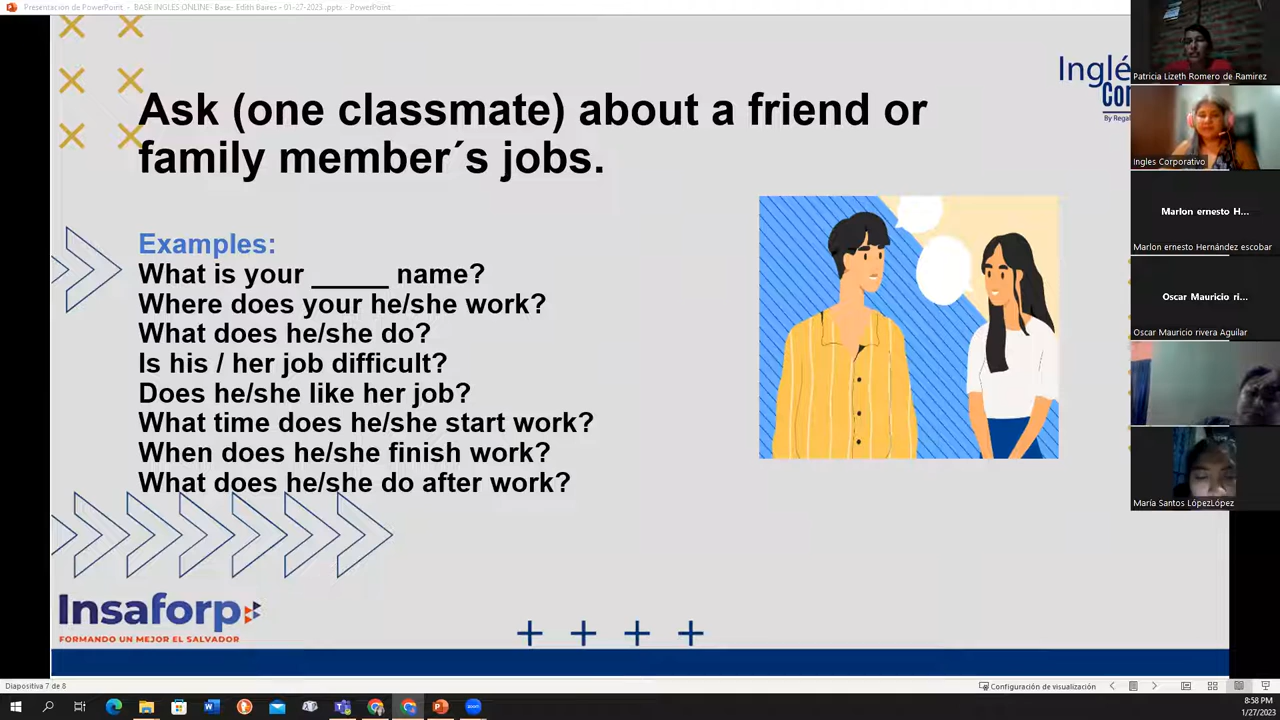 Presentación de PowerPoint - BASE INGLES ONLINE- Base- Edith Baires - 01-27-2023 .pptx - PowerPoint
Ask (one classmate) about a friend or
family member´s jobs.
Examples:
What is your _____ name?
Where does your he/she work?
What does he/she do?
Is his / her job difficult?
Does he/she like her job?
What time does he/she start work?
When does he/she finish work?
What does he/she do after work?
Insaforp
FORMANDO UN MEJOR EL SALVADOR
Inglé
Cor
By Regal
Patricia Lizeth Romero de Ramirez
Ingles Corporativo
Marlon ernesto H...
Marlon ernesto Hernández escobar
Oscar Mauricio ri...
Oscar Mauricio rivera Aguilar
María Santos LópezLópez
Diapositiva 7 de 8
Configuración de visualización
8:58 PM
1/27/2023